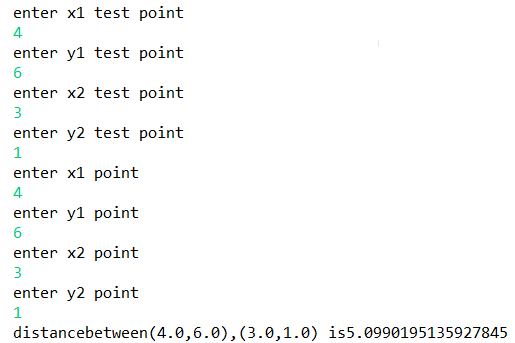 enter x1 test point
4
enter y1 test point
6
enter x2 test point
3
enter y2 test point
1
enter x1 point
4
enter y1 point
6
enter x2 point
3
enter y2 point
1
distancebetween(4.0,6.0),(3.0,1.0) is5.0990195135927845